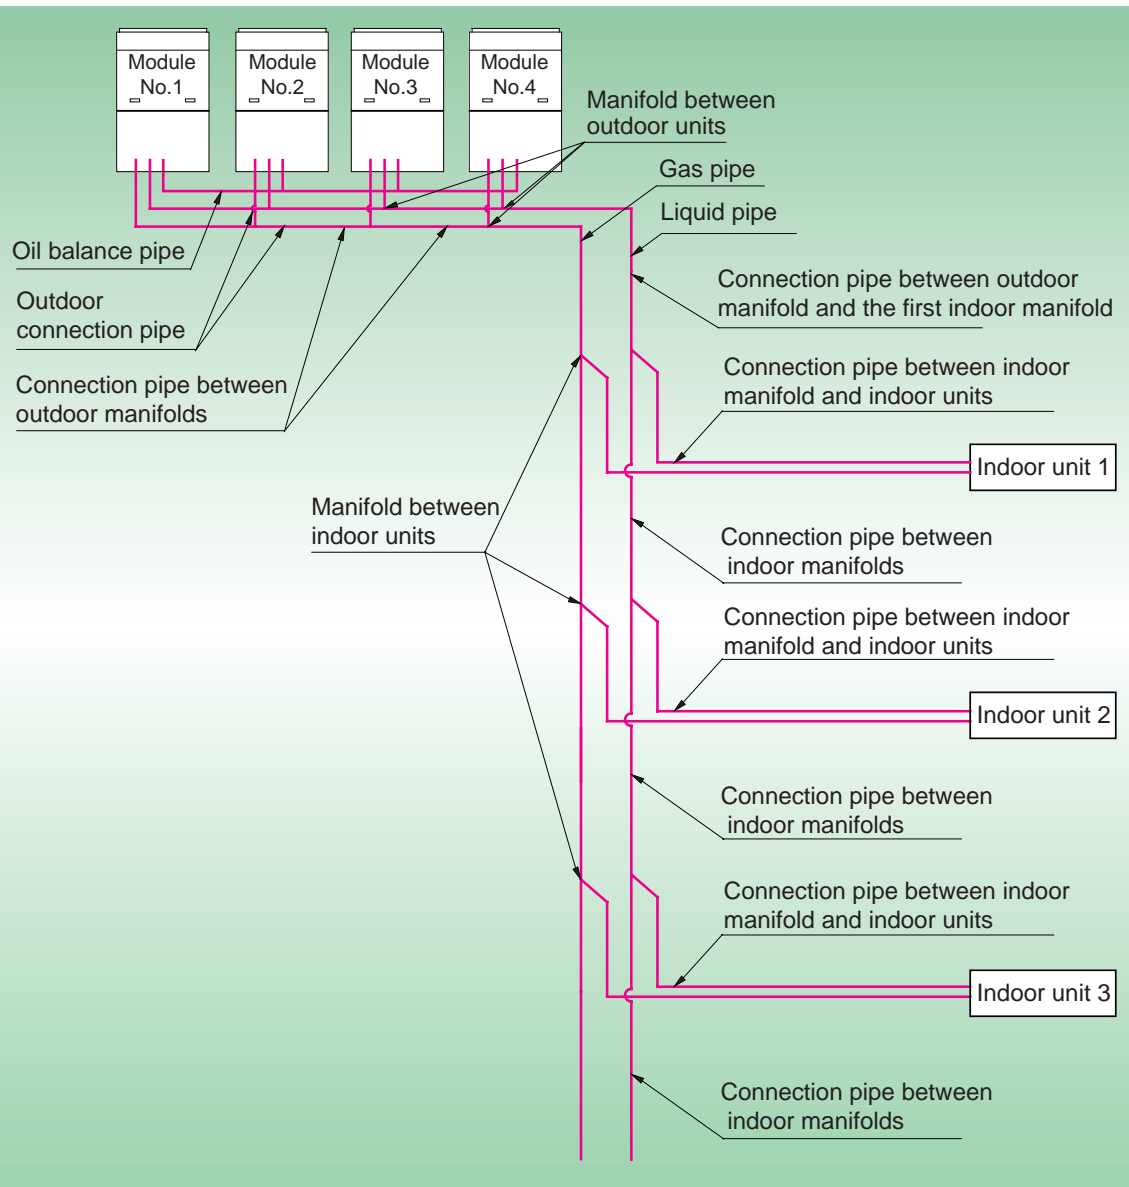 Module
No.1
Module
No.2
Module
No.3
Module
No.4
Manifold between
outdoor units
Gas pipe
Liquid pipe
Oil balance pipe
Outdoor
connection pipe
Connection pipe between outdoor
manifold and the first indoor manifold
Connection pipe between
outdoor manifolds
Connection pipe between indoor
manifold and indoor units
Indoor unit 1
Manifold between
indoor units
Connection pipe between
indoor manifolds
Connection pipe between indoor
manifold and indoor units
Indoor unit 2
Connection pipe between
indoor manifolds
Connection pipe between indoor
manifold and indoor units
Indoor unit 3
Connection pipe between
indoor manifolds